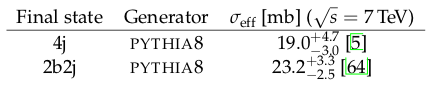 Final state Generator σ_eff [mb] (√s = 7 TeV)
4j PYTHIA8 19.0^{+4.7}_{−3.0} [5]
2b2j PYTHIA8 23.2^{+3.3}_{−2.5} [64]